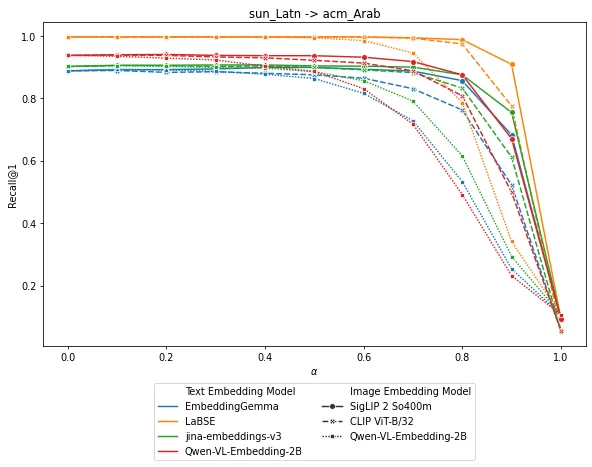 sun_Latn -> acm_Arab
1.0
0.8
0.6
0.4
0.2
Recall@1
0.0 0.2 0.4 0.6 0.8 1.0
α
Text Embedding Model Image Embedding Model
EmbeddingGemma SigLIP 2 So400m
LaBSE CLIP ViT-B/32
jina-embeddings-v3 Qwen-VL-Embedding-2B
Qwen-VL-Embedding-2B